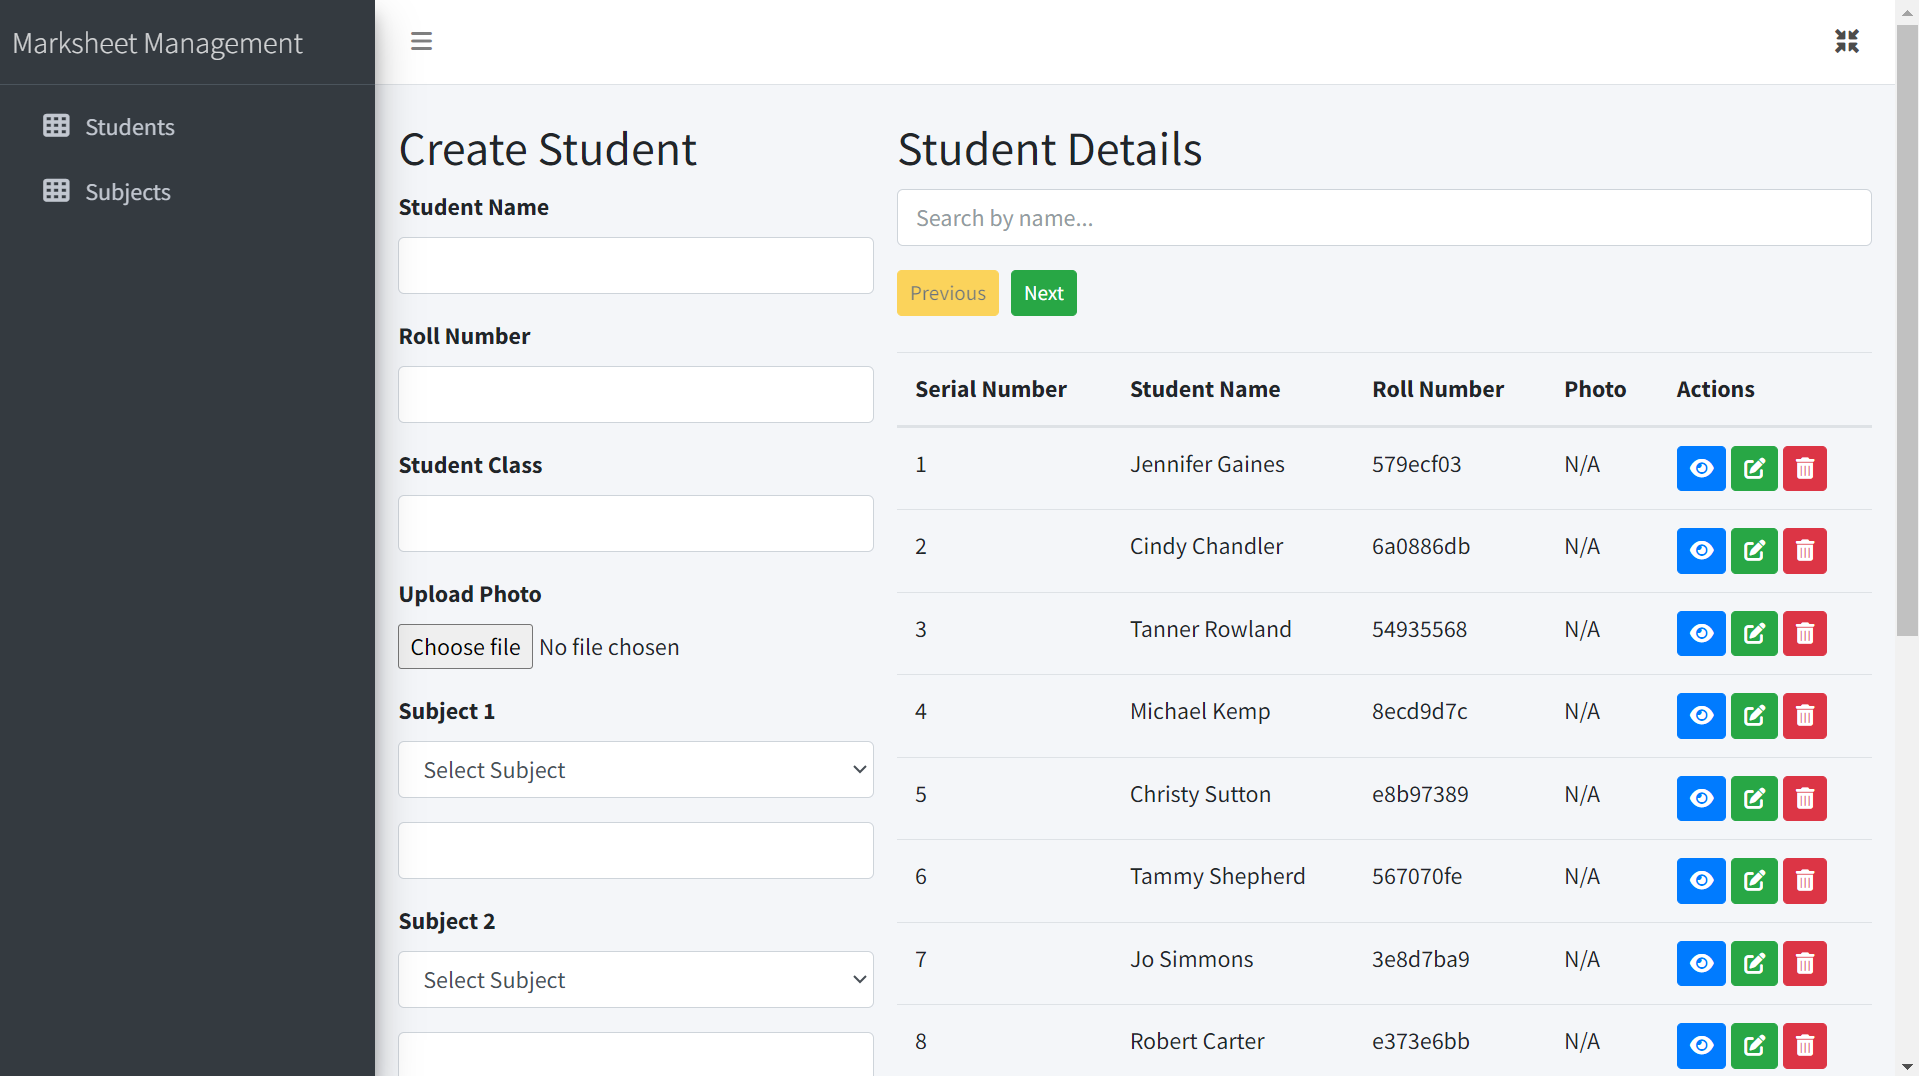 Marksheet Management
Students
Subjects
Create Student
Student Name
Roll Number
Student Class
Upload Photo
Choose file No file chosen
Subject 1
Select Subject
Subject 2
Select Subject
Student Details
Search by name...
Previous Next
Serial Number Student Name Roll Number Photo Actions
1 Jennifer Gaines 579ecf03 N/A
2 Cindy Chandler 6a0886db N/A
3 Tanner Rowland 54935568 N/A
4 Michael Kemp 8ecd9d7c N/A
5 Christy Sutton e8b97389 N/A
6 Tammy Shepherd 567070fe N/A
7 Jo Simmons 3e8d7ba9 N/A
8 Robert Carter e373e6bb N/A